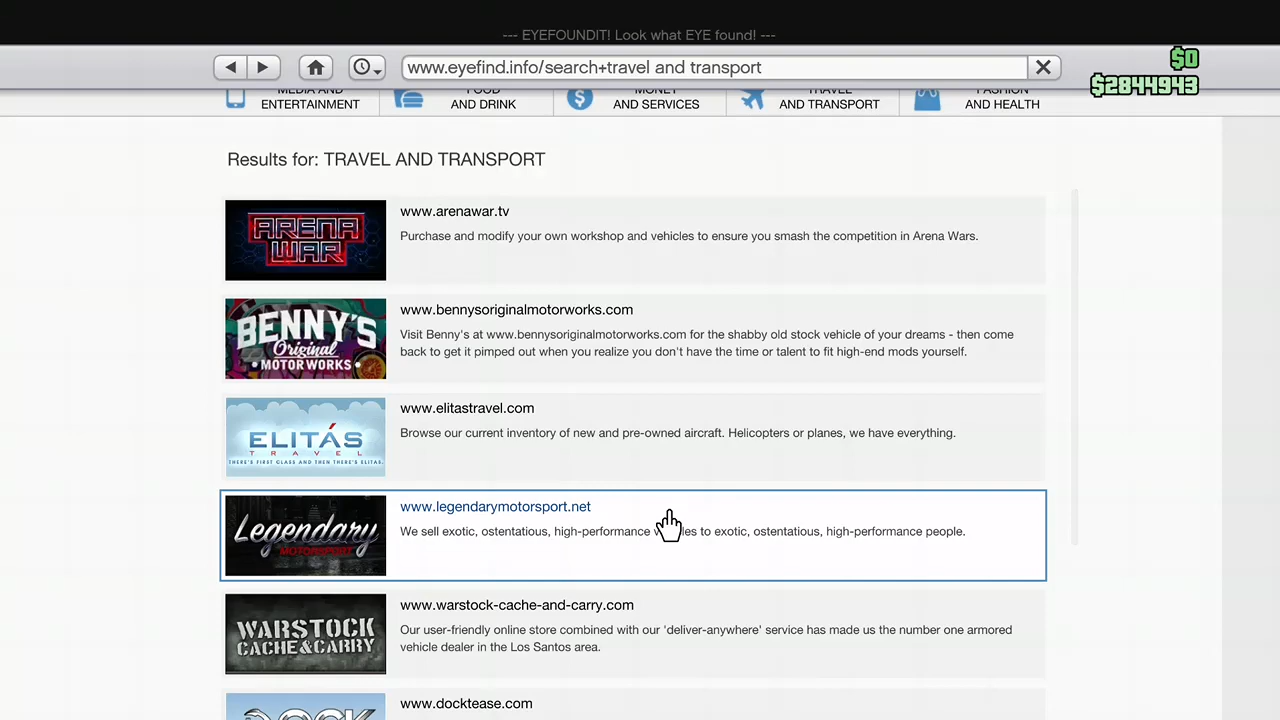 --- EYEFOUNDIT! Look what EYE found! ---
www.eyefind.info/search+travel and transport
$0
$2844943
MEDIA AND ENTERTAINMENT
FOOD AND DRINK
MONEY AND SERVICES
TRAVEL AND TRANSPORT
FASHION AND HEALTH
Results for: TRAVEL AND TRANSPORT
ARENA WAR
www.arenawar.tv
Purchase and modify your own workshop and vehicles to ensure you smash the competition in Arena Wars.
BENNY'S
Original
MOTOR WORKS
www.bennysoriginalmotorworks.com
Visit Benny's at www.bennysoriginalmotorworks.com for the shabby old stock vehicle of your dreams - then come
back to get it pimped out when you realize you don't have the time or talent to fit high-end mods yourself.
ELITÁS
TRAVEL
THERE'S FIRST CLASS AND THEN THERE'S ELITAS.
www.elitastravel.com
Browse our current inventory of new and pre-owned aircraft. Helicopters or planes, we have everything.
Legendary
MOTORSPORT
www.legendarymotorsport.net
We sell exotic, ostentatious, high-performance vehicles to exotic, ostentatious, high-performance people.
WARSTOCK
CACHE&CARRY
www.warstock-cache-and-carry.com
Our user-friendly online store combined with our 'deliver-anywhere' service has made us the number one armored
vehicle dealer in the Los Santos area.
DOCK
www.docktease.com